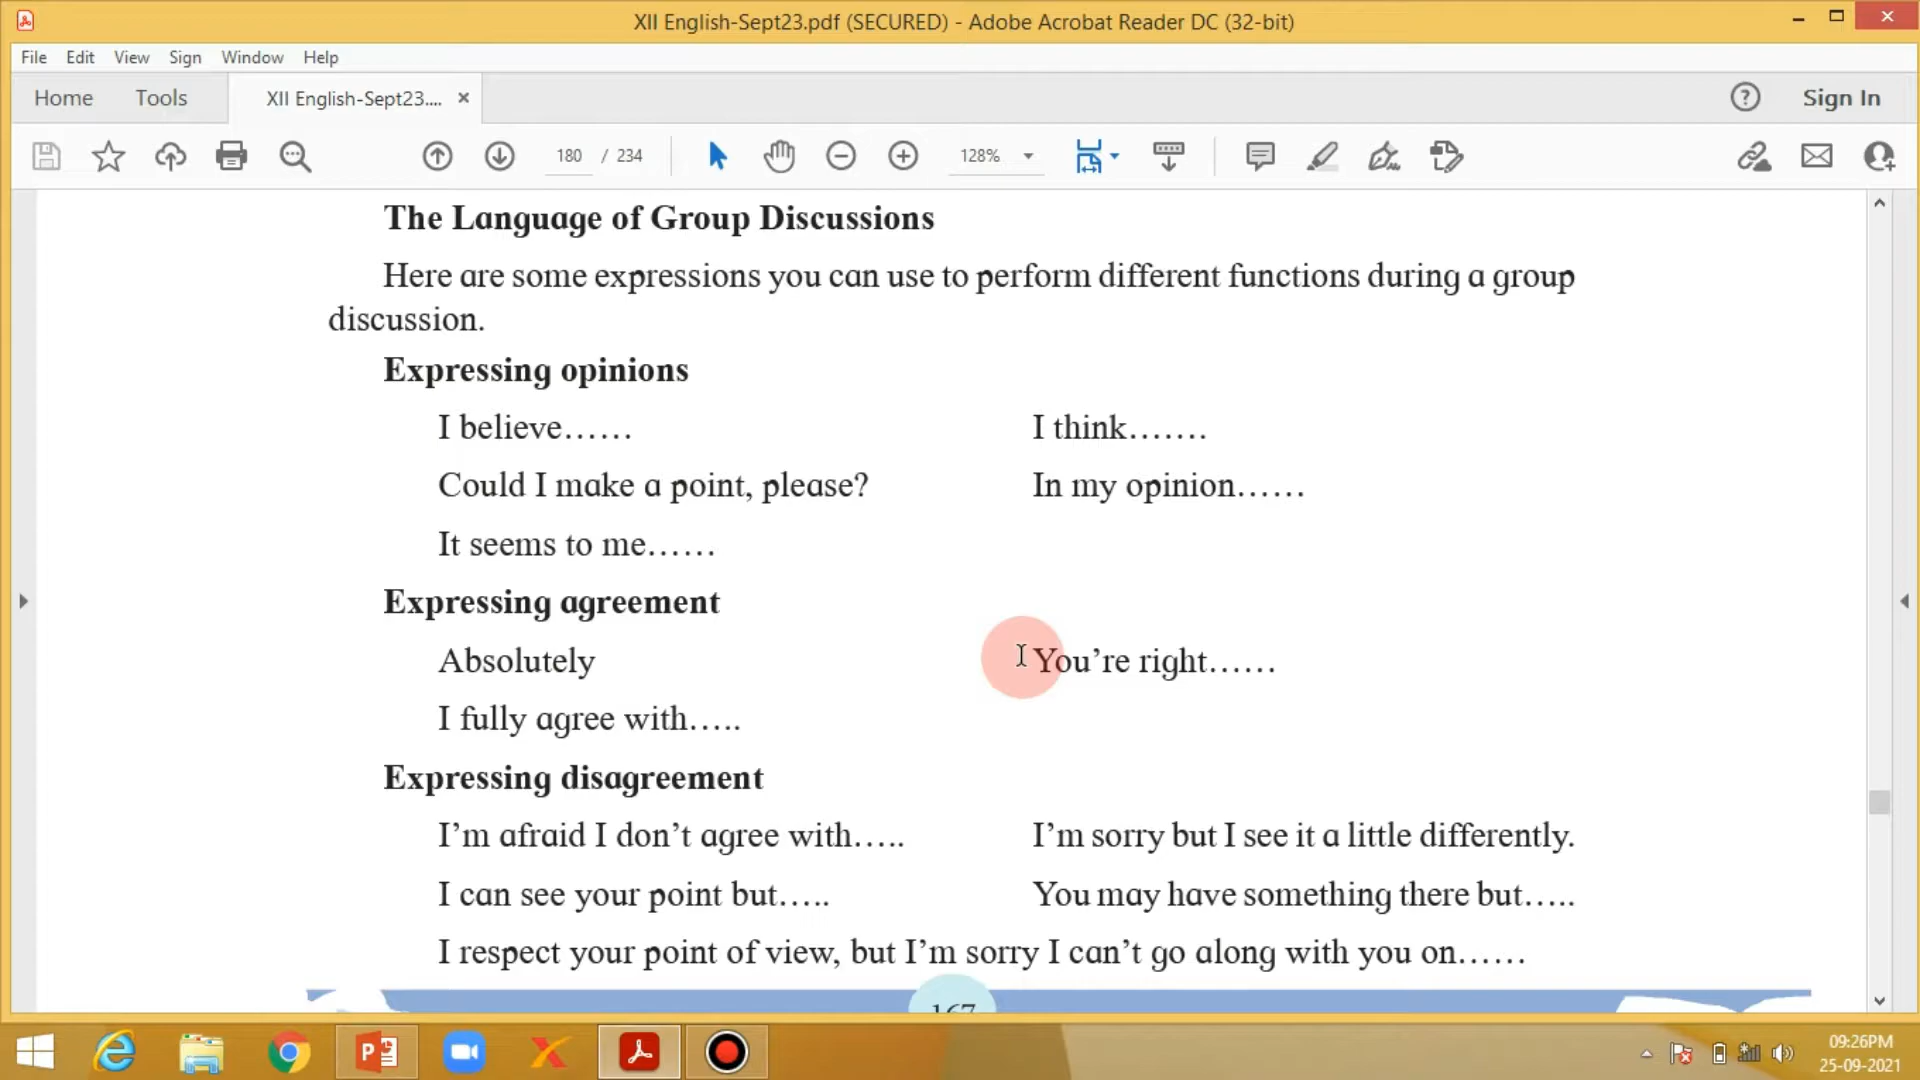 XII English-Sept23.pdf (SECURED) - Adobe Acrobat Reader DC (32-bit)
File Edit View Sign Window Help
Home Tools XII English-Sept23.... × Sign In
180 / 234 128%
The Language of Group Discussions
Here are some expressions you can use to perform different functions during a group
discussion.
Expressing opinions
I believe…… I think…….
Could I make a point, please? In my opinion……
It seems to me……
Expressing agreement
Absolutely You’re right……
I fully agree with…..
Expressing disagreement
I’m afraid I don’t agree with….. I’m sorry but I see it a little differently.
I can see your point but….. You may have something there but…..
I respect your point of view, but I’m sorry I can’t go along with you on……
167
09:26PM
25-09-2021